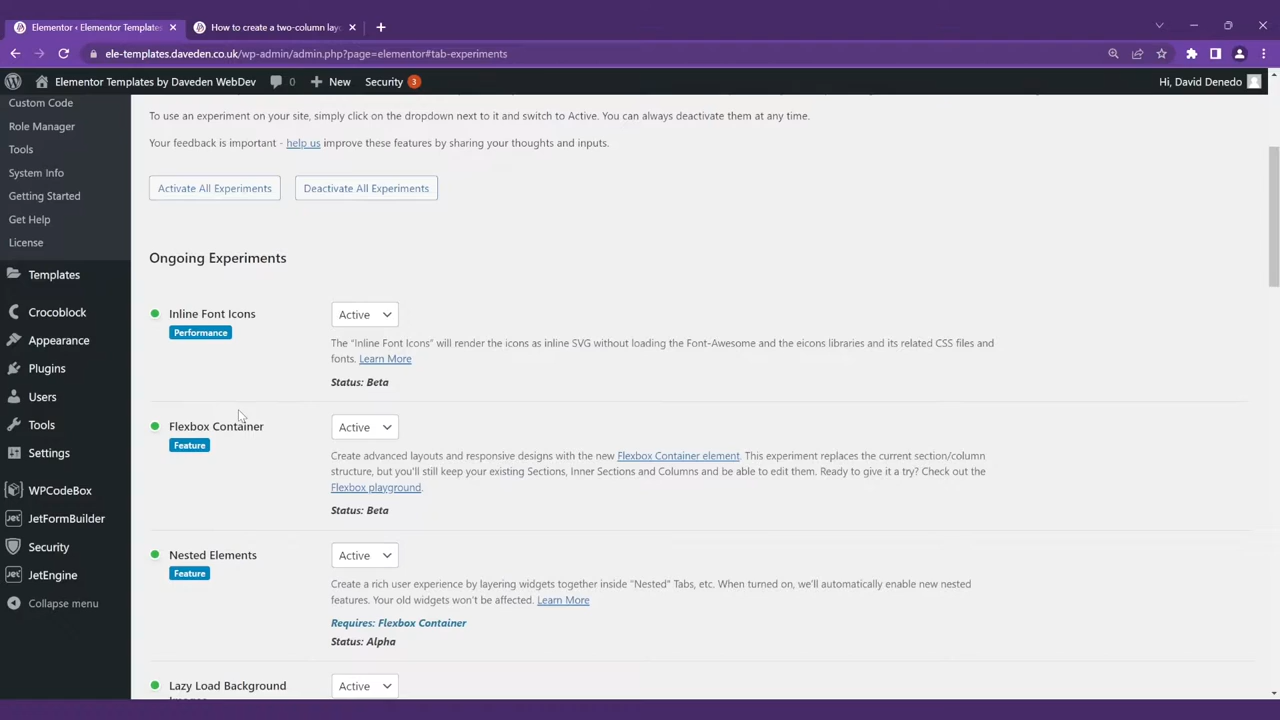 Elementor ‹ Elementor Templates
How to create a two-column layo
ele-templates.daveden.co.uk/wp-admin/admin.php?page=elementor#tab-experiments
Elementor Templates by Daveden WebDev
0
New
Security
3
Hi, David Denedo
Custom Code
Role Manager
Tools
System Info
Getting Started
Get Help
License
Templates
Crocoblock
Appearance
Plugins
Users
Tools
Settings
WPCodeBox
JetFormBuilder
Security
JetEngine
Collapse menu
To use an experiment on your site, simply click on the dropdown next to it and switch to Active. You can always deactivate them at any time.
Your feedback is important - help us improve these features by sharing your thoughts and inputs.
Activate All Experiments
Deactivate All Experiments
Ongoing Experiments
Inline Font Icons
Performance
Active
The "Inline Font Icons" will render the icons as inline SVG without loading the Font-Awesome and the eicons libraries and its related CSS files and
fonts. Learn More
Status: Beta
Flexbox Container
Feature
Active
Create advanced layouts and responsive designs with the new Flexbox Container element. This experiment replaces the current section/column
structure, but you'll still keep your existing Sections, Inner Sections and Columns and be able to edit them. Ready to give it a try? Check out the
Flexbox playground.
Status: Beta
Nested Elements
Feature
Active
Create a rich user experience by layering widgets together inside "Nested" Tabs, etc. When turned on, we'll automatically enable new nested
features. Your old widgets won't be affected. Learn More
Requires: Flexbox Container
Status: Alpha
Lazy Load Background
Active